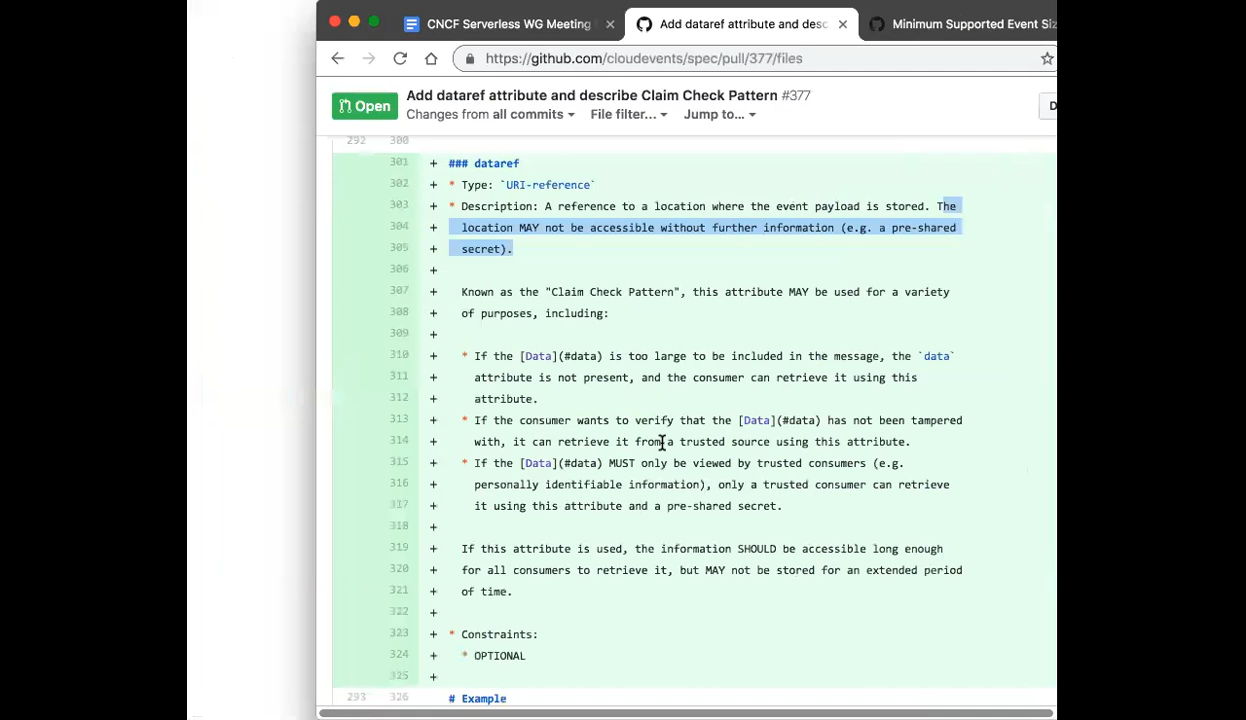 CNCF Serverless WG Meeting
Add dataref attribute and desc
Minimum Supported Event Siz
https://github.com/cloudevents/spec/pull/377/files
Open
Add dataref attribute and describe Claim Check Pattern #377
Changes from all commits
File filter...
Jump to...
292 300
301 + ### dataref
302 + * Type: `URI-reference`
303 + * Description: A reference to a location where the event payload is stored. The
304 + location MAY not be accessible without further information (e.g. a pre-shared
305 + secret).
306 +
307 + Known as the "Claim Check Pattern", this attribute MAY be used for a variety
308 + of purposes, including:
309 +
310 + * If the [Data](#data) is too large to be included in the message, the `data`
311 + attribute is not present, and the consumer can retrieve it using this
312 + attribute.
313 + * If the consumer wants to verify that the [Data](#data) has not been tampered
314 + with, it can retrieve it from a trusted source using this attribute.
315 + * If the [Data](#data) MUST only be viewed by trusted consumers (e.g.
316 + personally identifiable information), only a trusted consumer can retrieve
317 + it using this attribute and a pre-shared secret.
318 +
319 + If this attribute is used, the information SHOULD be accessible long enough
320 + for all consumers to retrieve it, but MAY not be stored for an extended period
321 + of time.
322 +
323 + * Constraints:
324 + * OPTIONAL
325 +
293 326 # Example